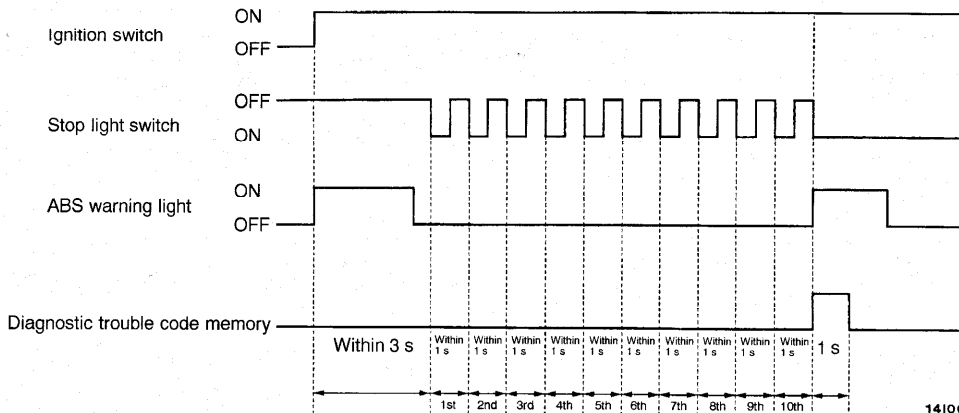 ON
Ignition switch
OFF
OFF
Stop light switch
ON
ON
ABS warning light
OFF
Diagnostic trouble code memory
Within 3 s
Within 1 s
Within 1 s
Within 1 s
Within 1 s
Within 1 s
Within 1 s
Within 1 s
Within 1 s
Within 1 s
Within 1 s
1 s
1st 2nd 3rd 4th 5th 6th 7th 8th 9th 10th